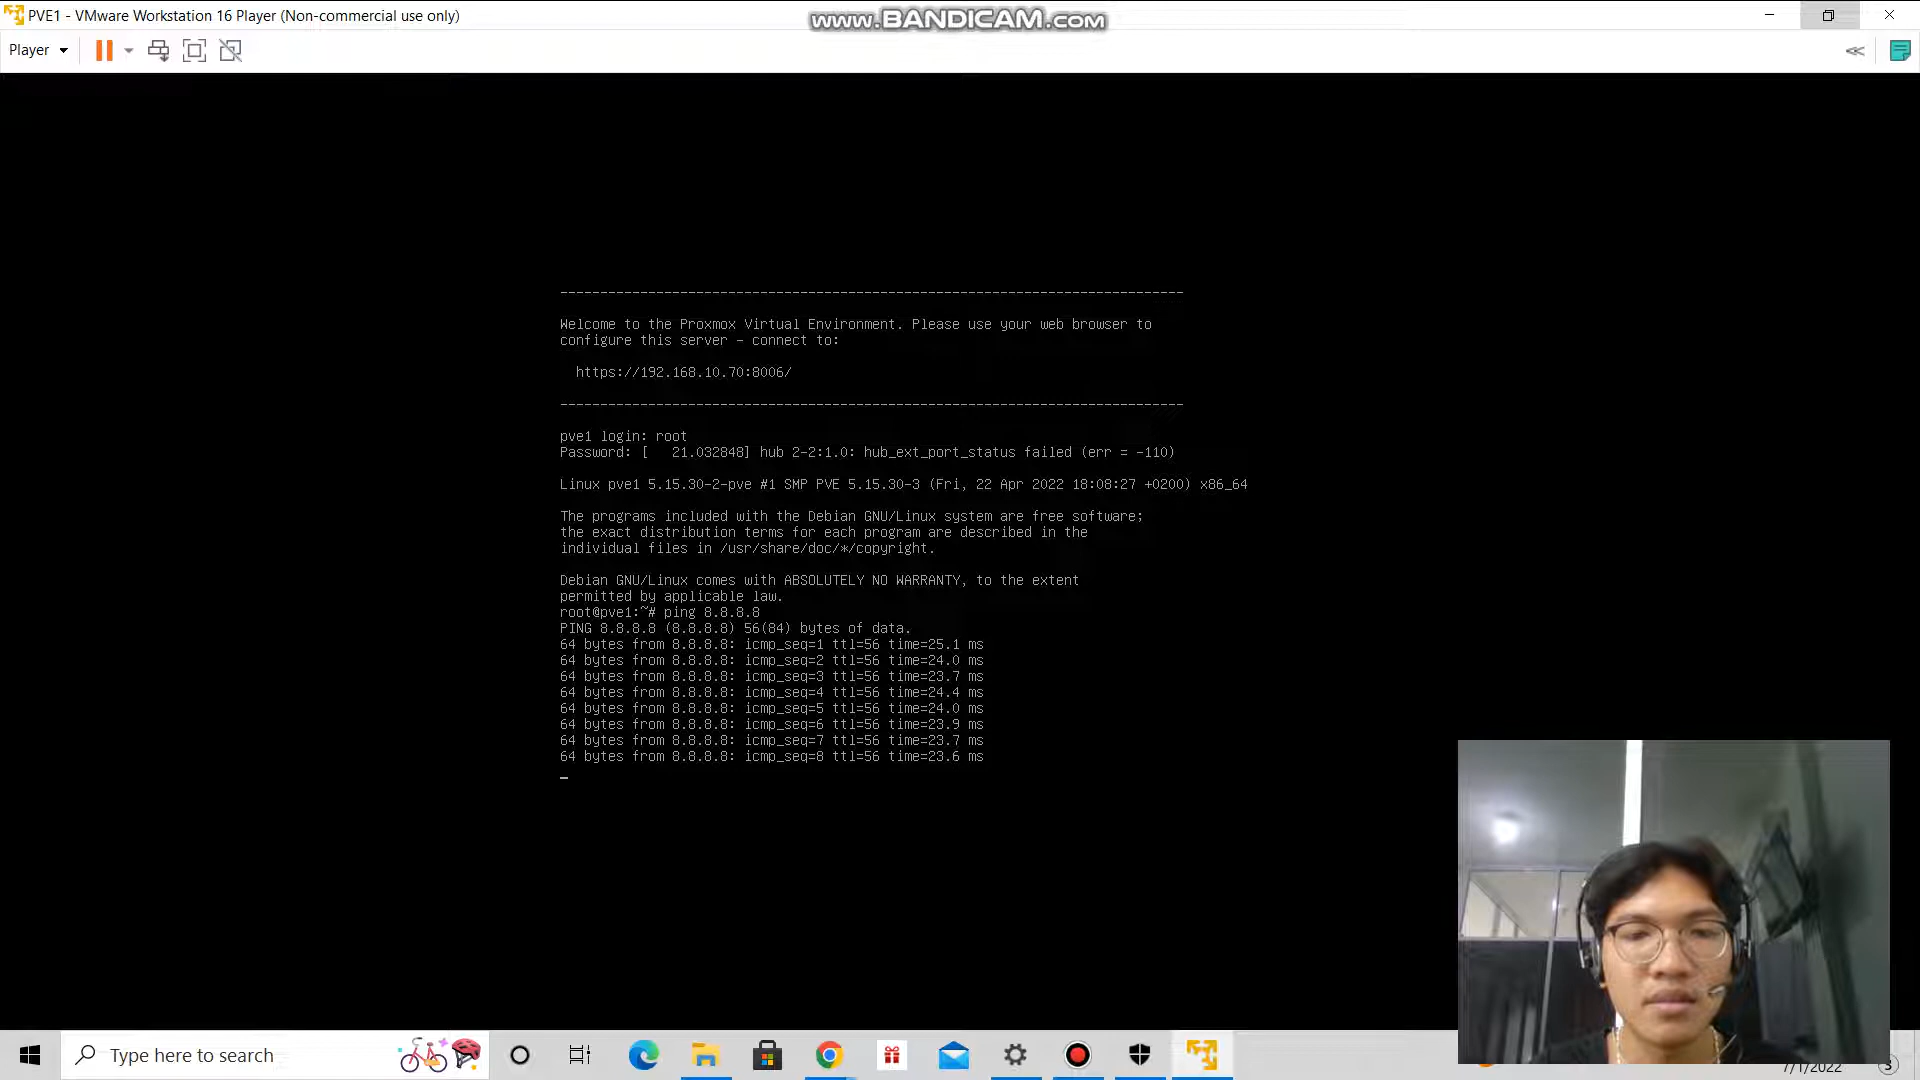 PVE1 - VMware Workstation 16 Player (Non-commercial use only)
www.BANDICAM.com
Player
------------------------------------------------------------------------------
Welcome to the Proxmox Virtual Environment. Please use your web browser to
configure this server - connect to:
https://192.168.10.70:8006/
------------------------------------------------------------------------------
pve1 login: root
Password: [   21.032848] hub 2-2:1.0: hub_ext_port_status failed (err = -110)
Linux pve1 5.15.30-2-pve #1 SMP PVE 5.15.30-3 (Fri, 22 Apr 2022 18:08:27 +0200) x86_64
The programs included with the Debian GNU/Linux system are free software;
the exact distribution terms for each program are described in the
individual files in /usr/share/doc/*/copyright.
Debian GNU/Linux comes with ABSOLUTELY NO WARRANTY, to the extent
permitted by applicable law.
root@pve1:~# ping 8.8.8.8
PING 8.8.8.8 (8.8.8.8) 56(84) bytes of data.
64 bytes from 8.8.8.8: icmp_seq=1 ttl=56 time=25.1 ms
64 bytes from 8.8.8.8: icmp_seq=2 ttl=56 time=24.0 ms
64 bytes from 8.8.8.8: icmp_seq=3 ttl=56 time=23.7 ms
64 bytes from 8.8.8.8: icmp_seq=4 ttl=56 time=24.4 ms
64 bytes from 8.8.8.8: icmp_seq=5 ttl=56 time=24.0 ms
64 bytes from 8.8.8.8: icmp_seq=6 ttl=56 time=23.9 ms
64 bytes from 8.8.8.8: icmp_seq=7 ttl=56 time=23.7 ms
64 bytes from 8.8.8.8: icmp_seq=8 ttl=56 time=23.6 ms
Type here to search
7/1/2022
3